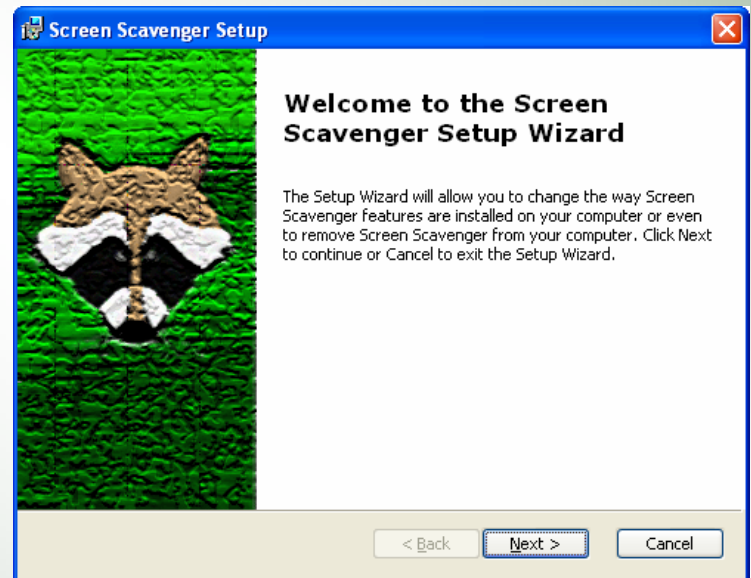 Screen Scavenger Setup
Welcome to the Screen
Scavenger Setup Wizard
The Setup Wizard will allow you to change the way Screen
Scavenger features are installed on your computer or even
to remove Screen Scavenger from your computer. Click Next
to continue or Cancel to exit the Setup Wizard.
< Back
Next >
Cancel